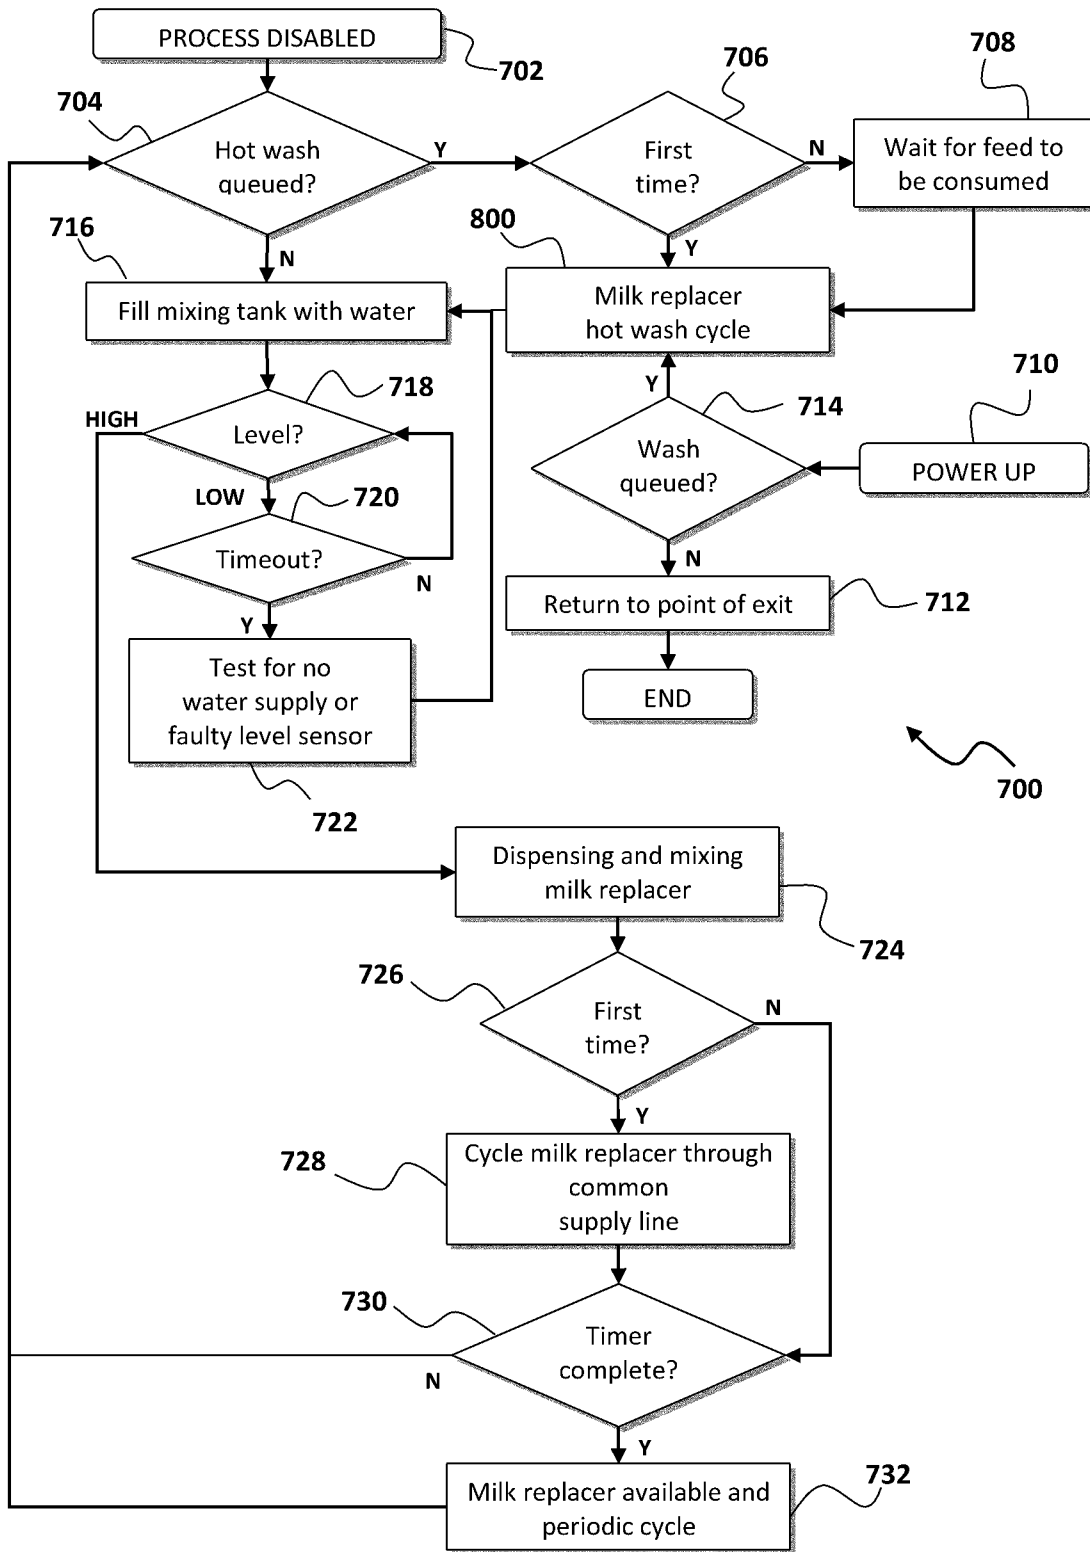 PROCESS DISABLED
702
704
Hot wash
queued?
Y
706
First
time?
N
708
Wait for feed to
be consumed
716
N
Fill mixing tank with water
800
Y
Milk replacer
hot wash cycle
HIGH
718
Level?
LOW
720
Timeout?
N
Y
Test for no
water supply or
faulty level sensor
722
Y
714
Wash
queued?
710
POWER UP
N
Return to point of exit
712
END
700
Dispensing and mixing
milk replacer
724
726
First
time?
N
Y
728
Cycle milk replacer through
common
supply line
730
Timer
complete?
N
Y
Milk replacer available and
periodic cycle
732